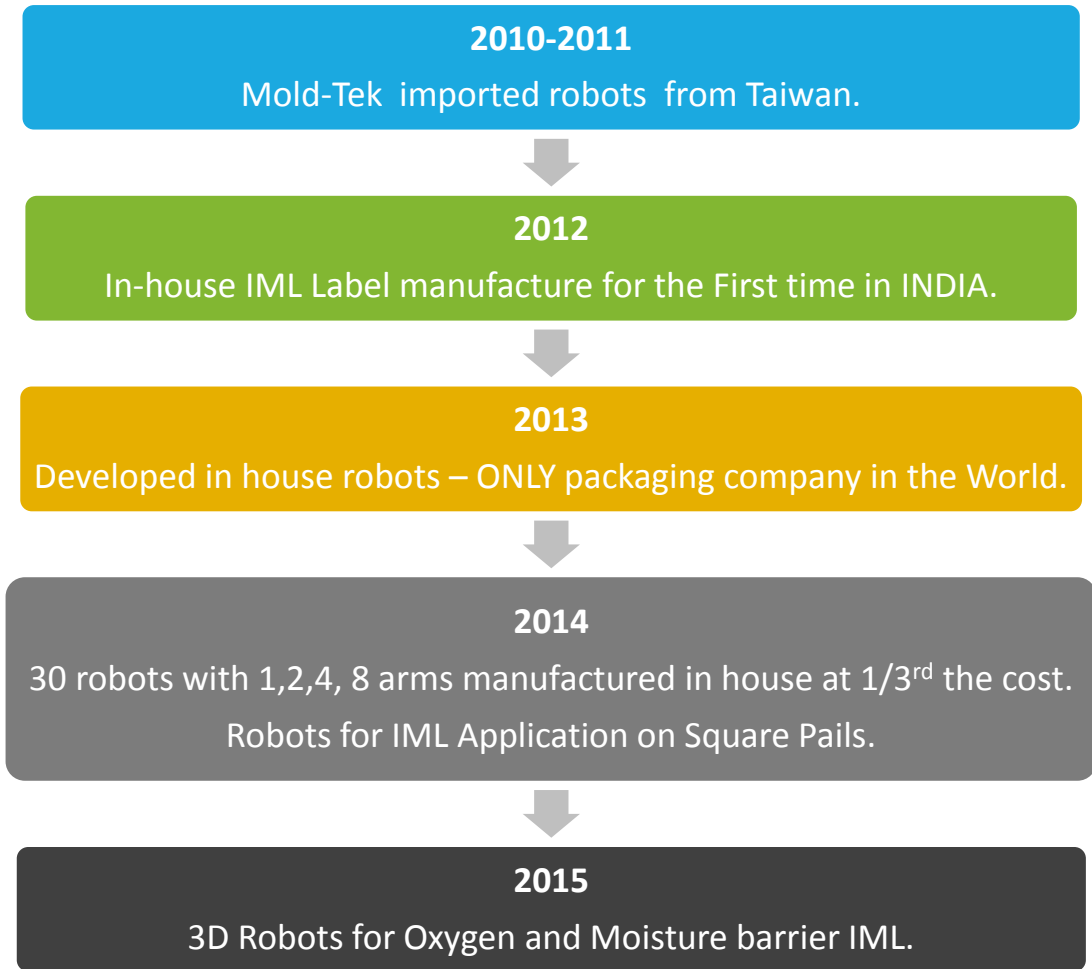 2010-2011
Mold-Tek  imported robots  from Taiwan.
2012
In-house IML Label manufacture for the First time in INDIA.
2013
Developed in house robots – ONLY packaging company in the World.
2014
30 robots with 1,2,4, 8 arms manufactured in house at 1/3rd the cost.
Robots for IML Application on Square Pails.
2015
3D Robots for Oxygen and Moisture barrier IML.